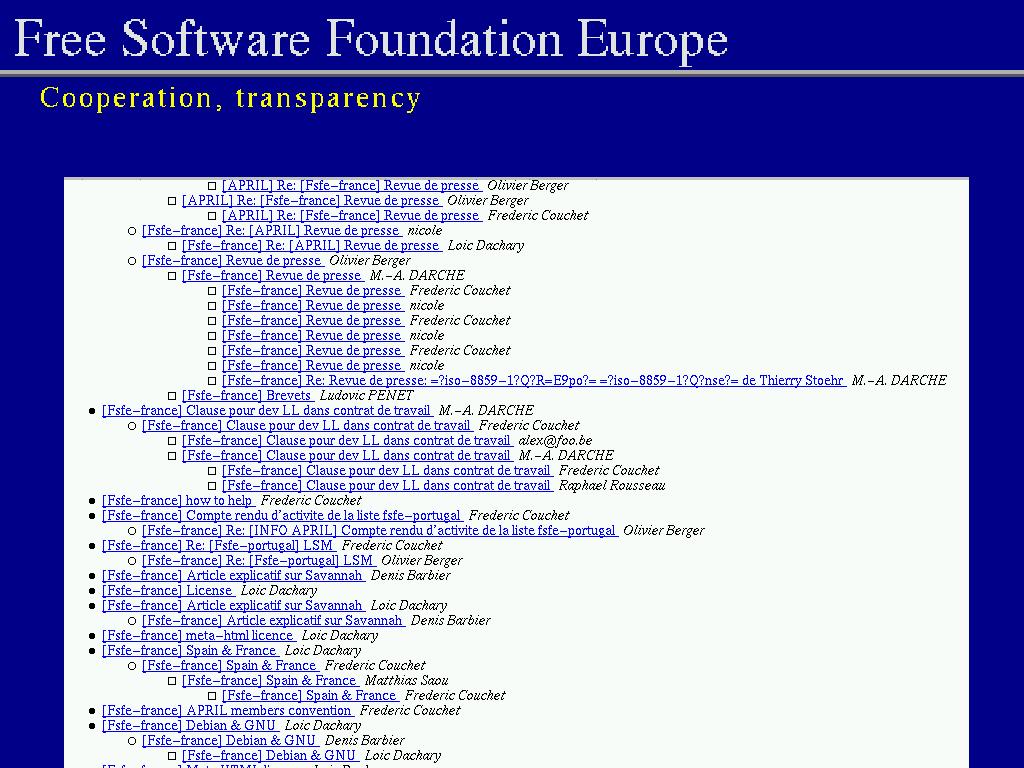 Free Software Foundation Europe
Cooperation, transparency
[APRIL] Re: [Fsfe-france] Revue de presse Olivier Berger
[APRIL] Re: [Fsfe-france] Revue de presse Olivier Berger
[APRIL] Re: [Fsfe-france] Revue de presse Frederic Couchet
[Fsfe-france] Re: [APRIL] Revue de presse nicole
[Fsfe-france] Re: [APRIL] Revue de presse Loic Dachary
[Fsfe-france] Revue de presse Olivier Berger
[Fsfe-france] Revue de presse M.-A. DARCHE
[Fsfe-france] Revue de presse Frederic Couchet
[Fsfe-france] Revue de presse nicole
[Fsfe-france] Revue de presse Frederic Couchet
[Fsfe-france] Revue de presse nicole
[Fsfe-france] Revue de presse Frederic Couchet
[Fsfe-france] Revue de presse nicole
[Fsfe-france] Re: Revue de presse: =?iso-8859-1?Q?R=E9po?= =?iso-8859-1?Q?nse?= de Thierry Stoehr M.-A. DARCHE
[Fsfe-france] Brevets Ludovic PENET
[Fsfe-france] Clause pour dev LL dans contrat de travail M.-A. DARCHE
[Fsfe-france] Clause pour dev LL dans contrat de travail Frederic Couchet
[Fsfe-france] Clause pour dev LL dans contrat de travail alex@foo.be
[Fsfe-france] Clause pour dev LL dans contrat de travail M.-A. DARCHE
[Fsfe-france] Clause pour dev LL dans contrat de travail Frederic Couchet
[Fsfe-france] Clause pour dev LL dans contrat de travail Raphael Rousseau
[Fsfe-france] how to help Frederic Couchet
[Fsfe-france] Compte rendu d'activite de la liste fsfe-portugal Frederic Couchet
[Fsfe-france] Re: [INFO APRIL] Compte rendu d'activite de la liste fsfe-portugal Olivier Berger
[Fsfe-france] Re: [Fsfe-portugal] LSM Frederic Couchet
[Fsfe-france] Re: [Fsfe-portugal] LSM Olivier Berger
[Fsfe-france] Article explicatif sur Savannah Denis Barbier
[Fsfe-france] License Loic Dachary
[Fsfe-france] Article explicatif sur Savannah Loic Dachary
[Fsfe-france] Article explicatif sur Savannah Denis Barbier
[Fsfe-france] meta-html licence Loic Dachary
[Fsfe-france] Spain & France Loic Dachary
[Fsfe-france] Spain & France Frederic Couchet
[Fsfe-france] Spain & France Matthias Saou
[Fsfe-france] Spain & France Frederic Couchet
[Fsfe-france] APRIL members convention Frederic Couchet
[Fsfe-france] Debian & GNU Loic Dachary
[Fsfe-france] Debian & GNU Denis Barbier
[Fsfe-france] Debian & GNU Loic Dachary